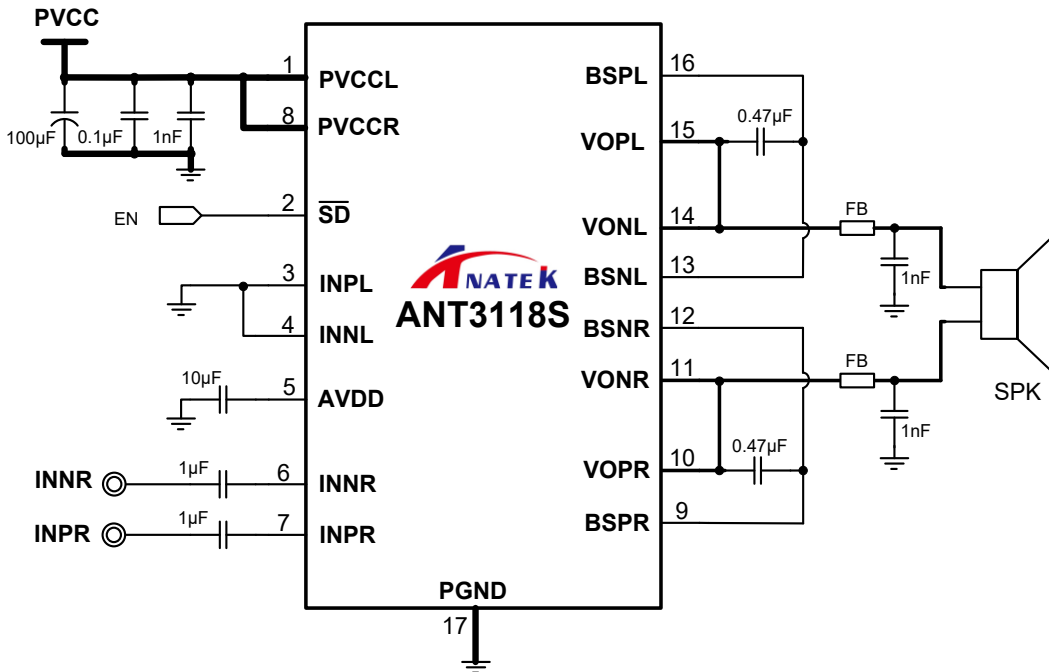 PVCC
100µF
0.1µF
1nF
1
PVCCL
8
PVCCR
EN
2
SD
3
INPL
4
INNL
10µF
5
AVDD
INNR
1µF
6
INNR
INPR
1µF
7
INPR
ANATEK
ANT3118S
PGND
17
BSPL
16
VOPL
15
0.47µF
VONL
14
FB
1nF
BSNL
13
BSNR
12
VONR
11
FB
1nF
VOPR
10
0.47µF
BSPR
9
SPK